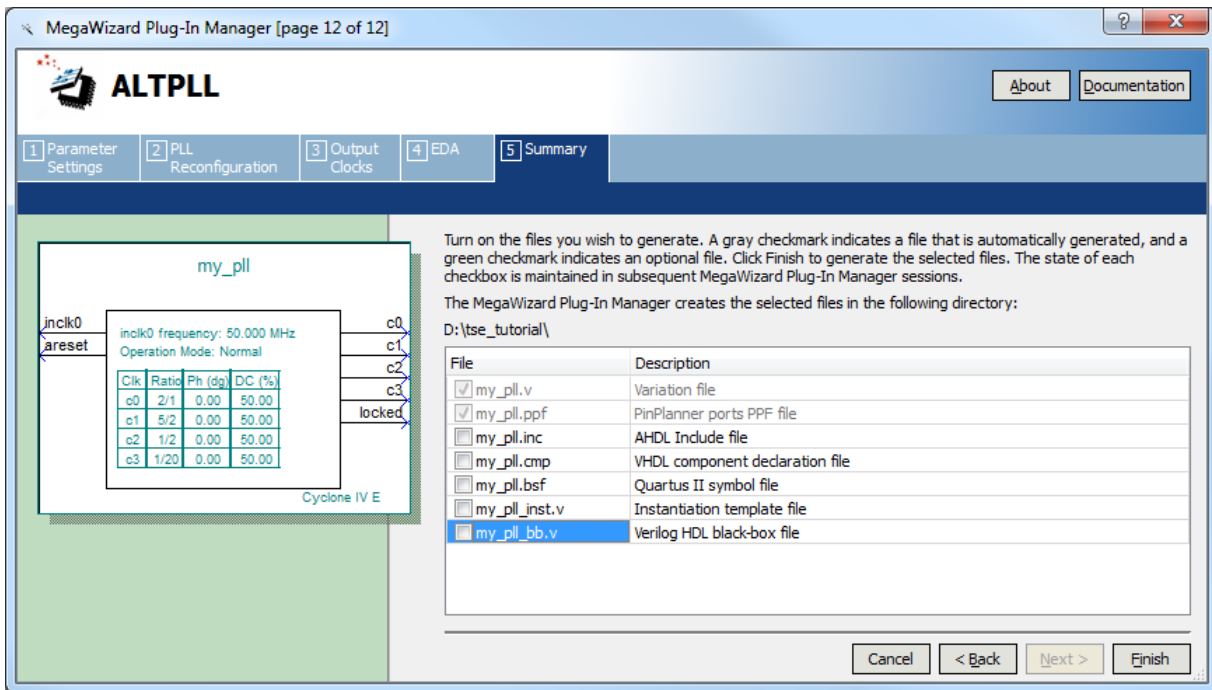 MegaWizard Plug-In Manager [page 12 of 12]
ALTPLL
About
Documentation
1 Parameter Settings
2 PLL Reconfiguration
3 Output Clocks
4 EDA
5 Summary
my_pll
inclk0
areset
inclk0 frequency: 50.000 MHz
Operation Mode: Normal
Clk Ratio Ph (dg) DC (%)
c0 2/1 0.00 50.00
c1 5/2 0.00 50.00
c2 1/2 0.00 50.00
c3 1/20 0.00 50.00
c0
c1
c2
c3
locked
Cyclone IV E
Turn on the files you wish to generate. A gray checkmark indicates a file that is automatically generated, and a
green checkmark indicates an optional file. Click Finish to generate the selected files. The state of each
checkbox is maintained in subsequent MegaWizard Plug-In Manager sessions.
The MegaWizard Plug-In Manager creates the selected files in the following directory:
D:\tse_tutorial\
File Description
my_pll.v Variation file
my_pll.ppf PinPlanner ports PPF file
my_pll.inc AHDL Include file
my_pll.cmp VHDL component declaration file
my_pll.bsf Quartus II symbol file
my_pll_inst.v Instantiation template file
my_pll_bb.v Verilog HDL black-box file
Cancel
< Back
Next >
Finish